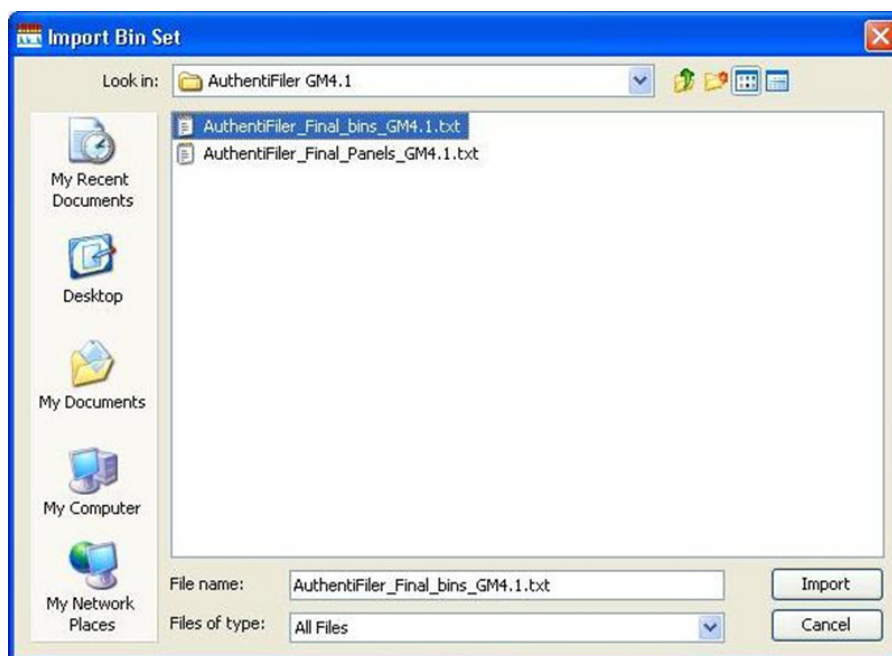 Import Bin Set
Look in: AuthentiFiler GM4.1
AuthentiFiler_Final_bins_GM4.1.txt
AuthentiFiler_Final_Panels_GM4.1.txt
My Recent
Documents
Desktop
My Documents
My Computer
My Network
Places
File name: AuthentiFiler_Final_bins_GM4.1.txt Import
Files of type: All Files Cancel